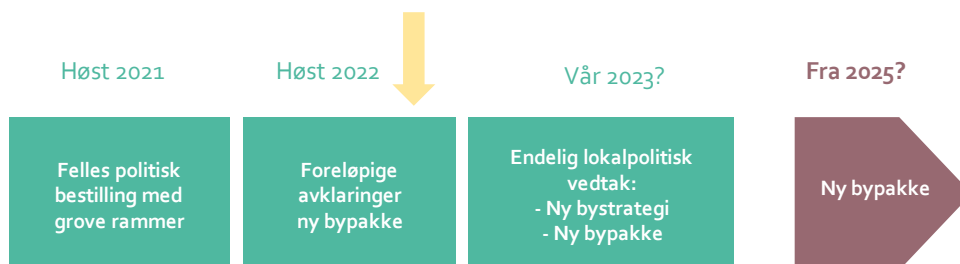 Høst 2021
Høst 2022
Vår 2023?
Fra 2025?
Felles politisk
bestilling med
grove rammer
Foreløpige
avklaringer
ny bypakke
Endelig lokalpolitisk
vedtak:
- Ny bystrategi
- Ny bypakke
Ny bypakke